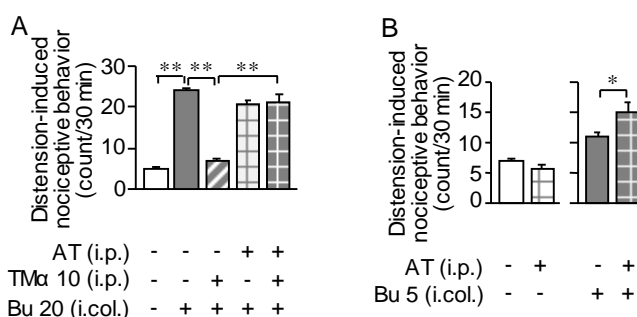 A
Distension-induced
nociceptive behavior
(count/30 min)
30
20
10
0
** ** **
AT (i.p.) - - - + +
TMα 10 (i.p.) - - + - +
Bu 20 (i.col.) - + + + +
B
Distension-induced
nociceptive behavior
(count/30 min)
20
15
10
5
0
*
AT (i.p.) - + - +
Bu 5 (i.col.) - - + +